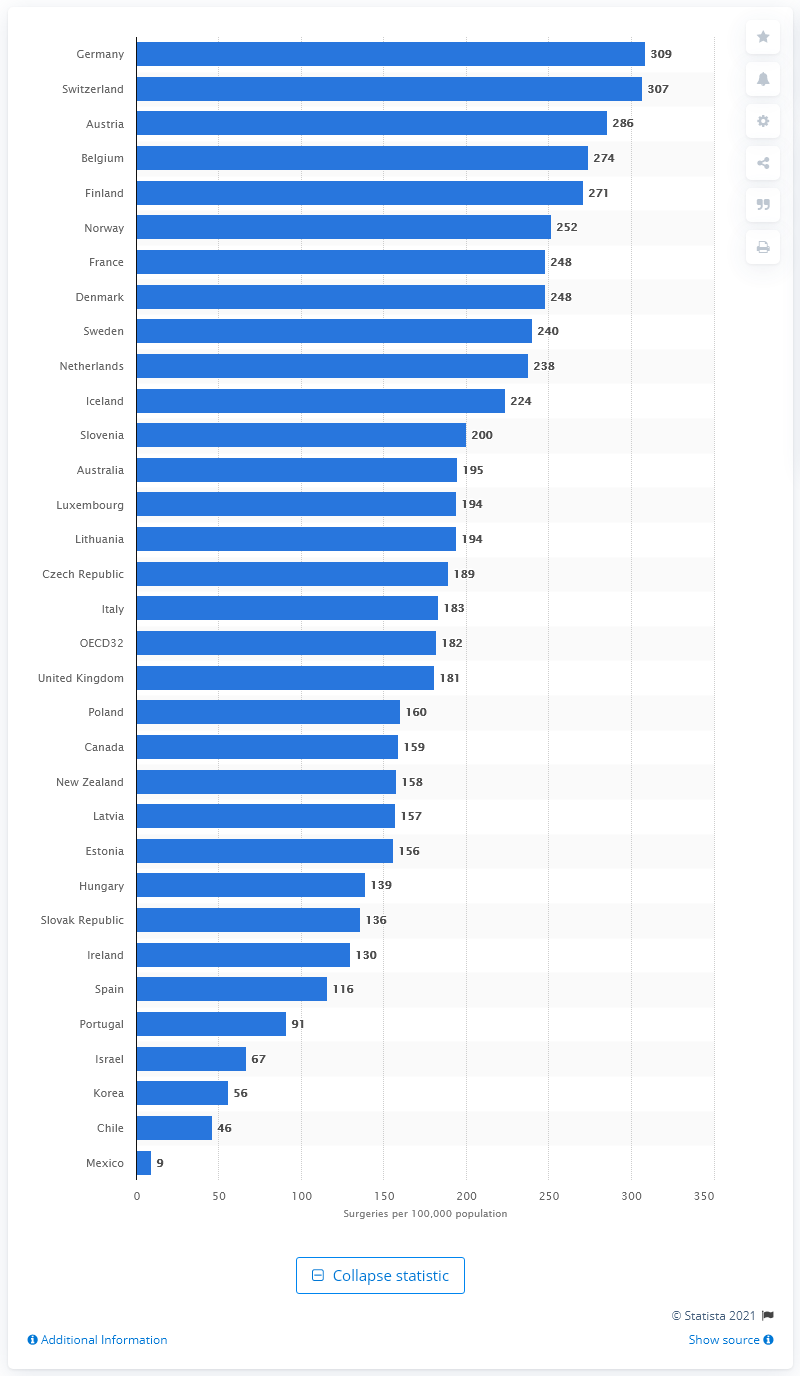 Germany 309
Switzerland 307
Austria 286
Belgium 274
Finland 271
Norway 252
France 248
Denmark 248
Sweden 240
Netherlands 238
Iceland 224
Slovenia 200
Australia 195
Luxembourg 194
Lithuania 194
Czech Republic 189
Italy 183
OECD32 182
United Kingdom 181
Poland 160
Canada 159
New Zealand 158
Latvia 157
Estonia 156
Hungary 139
Slovak Republic 136
Ireland 130
Spain 116
Portugal 91
Israel 67
Korea 56
Chile 46
Mexico 9
0 50 100 150 200 250 300 350
Surgeries per 100,000 population
Collapse statistic
© Statista 2021
Additional Information Show source